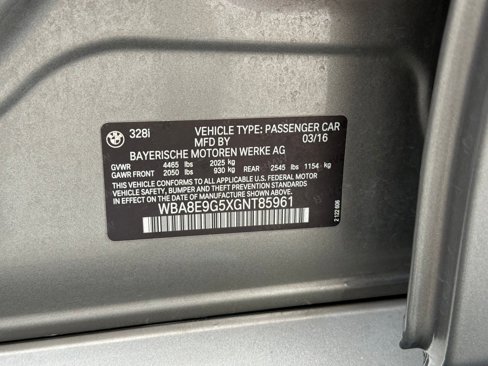 BMW
328i VEHICLE TYPE: PASSENGER CAR
MFD BY 03/16
BAYERISCHE MOTOREN WERKE AG
GVWR 4465 lbs 2025 kg
GAWR FRONT 2050 lbs 930 kg REAR 2545 lbs 1154 kg
THIS VEHICLE CONFORMS TO ALL APPLICABLE U.S. FEDERAL MOTOR
VEHICLE SAFETY, BUMPER AND THEFT PREVENTION STANDARDS
IN EFFECT ON THE DATE OF MANUFACTURE SHOWN ABOVE.
WBA8E9G5XGNT85961